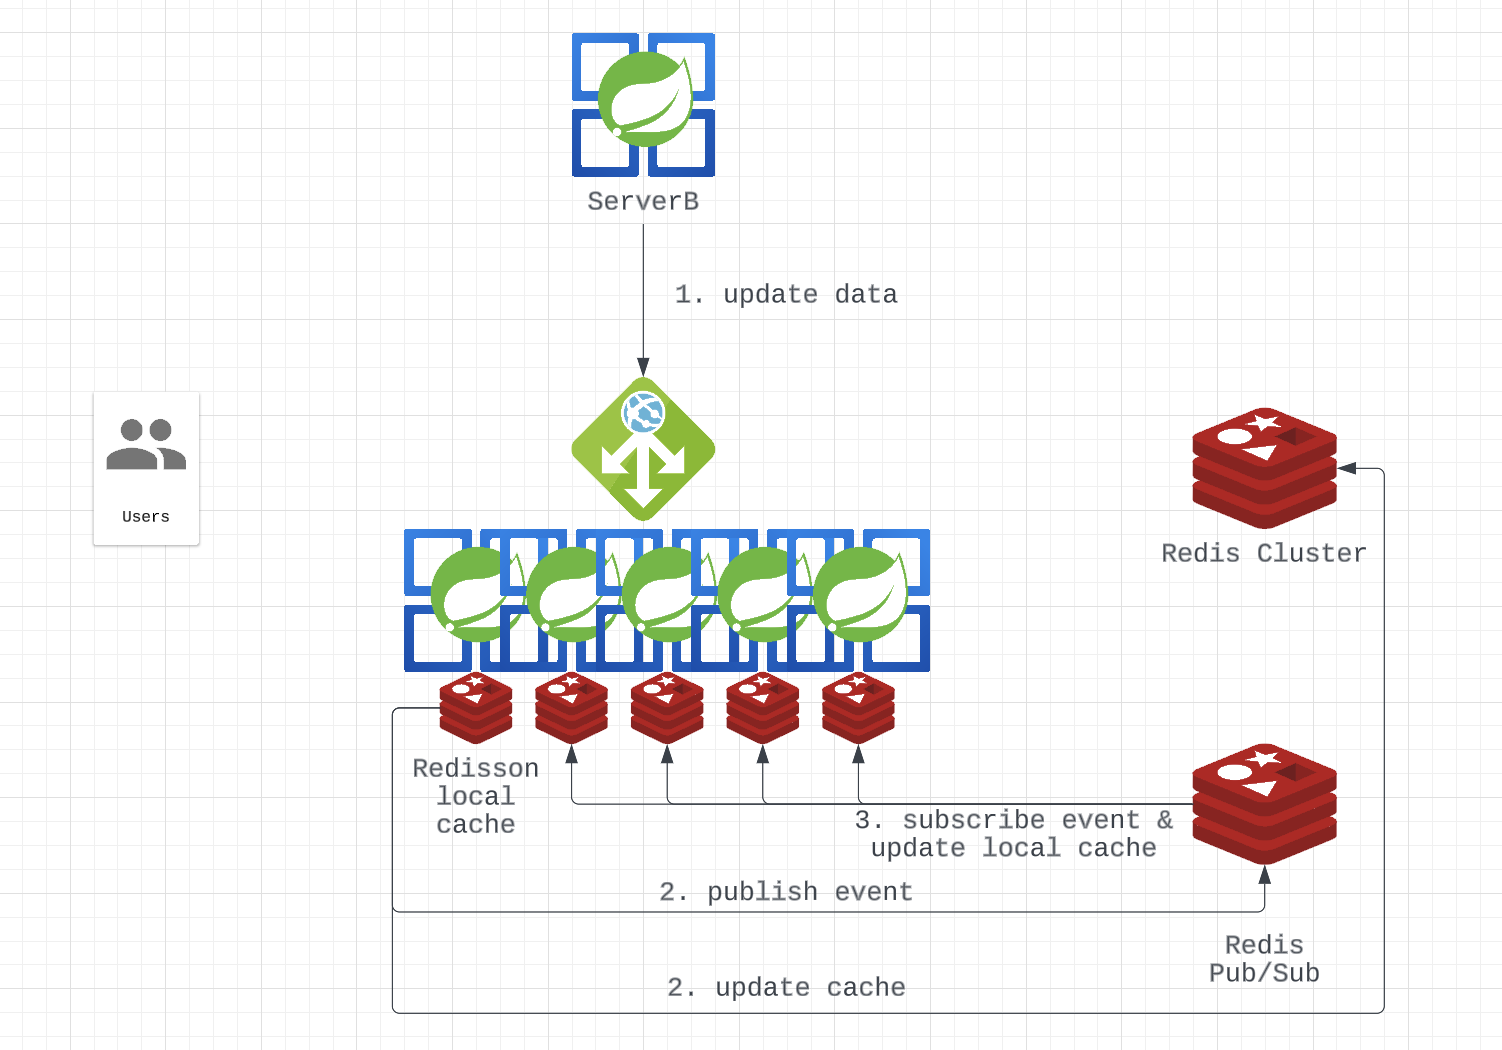 ServerB
1. update data
Users
Redis Cluster
Redisson
local
cache
3. subscribe event &
update local cache
2. publish event
Redis
Pub/Sub
2. update cache